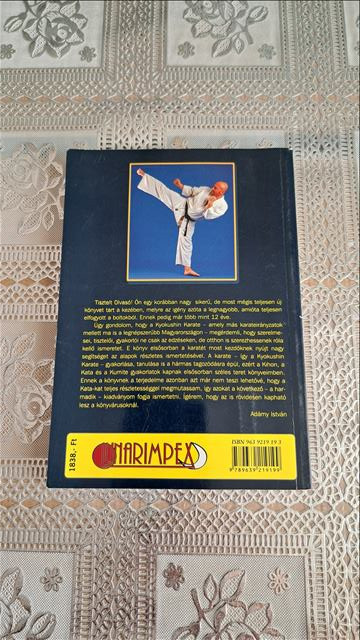 Tisztelt Olvasó! Ön egy korábban nagy sikerű, de most mégis teljesen új
könyvet tart a kezében, melyre az igény azóta a legnagyobb, amióta teljesen
elfogyott a boltokból. Ennek pedig már több mint 12 éve.
Úgy gondolom, hogy a Kyokushin Karate – amely más karateirányzatok
mellett ma is a legnépszerűbb Magyarországon – megérdemli, hogy szerelme-
sei, tisztelői, gyakorlói ne csak az edzéseken, de otthon is szerezhessenek róla
kellő ismeretet. E könyv elsősorban a karatét most kezdőknek nyújt nagy
segítséget az alapok részletes ismertetésével. A karate – így a Kyokushin
Karate – gyakorlása, tanulása is a hármas tagozódásra épül, ezért a Kihon, a
Kata és a Kumite gyakorlatok kapnak elsősorban széles teret könyveimben.
Ennek a könyvnek a terjedelme azonban azt már nem teszi lehetővé, hogy a
Kata-kat teljes részletességgel megmutassam, így azokat a következő – a har-
madik – kiadványom fogja ismertetni. Ígérem, hogy az is rövidesen kapható
lesz a könyvárusoknál.
Adámy István
1838,- Ft
UNARIMPEX
ISBN 963 9219 19 3
9 789639 219199